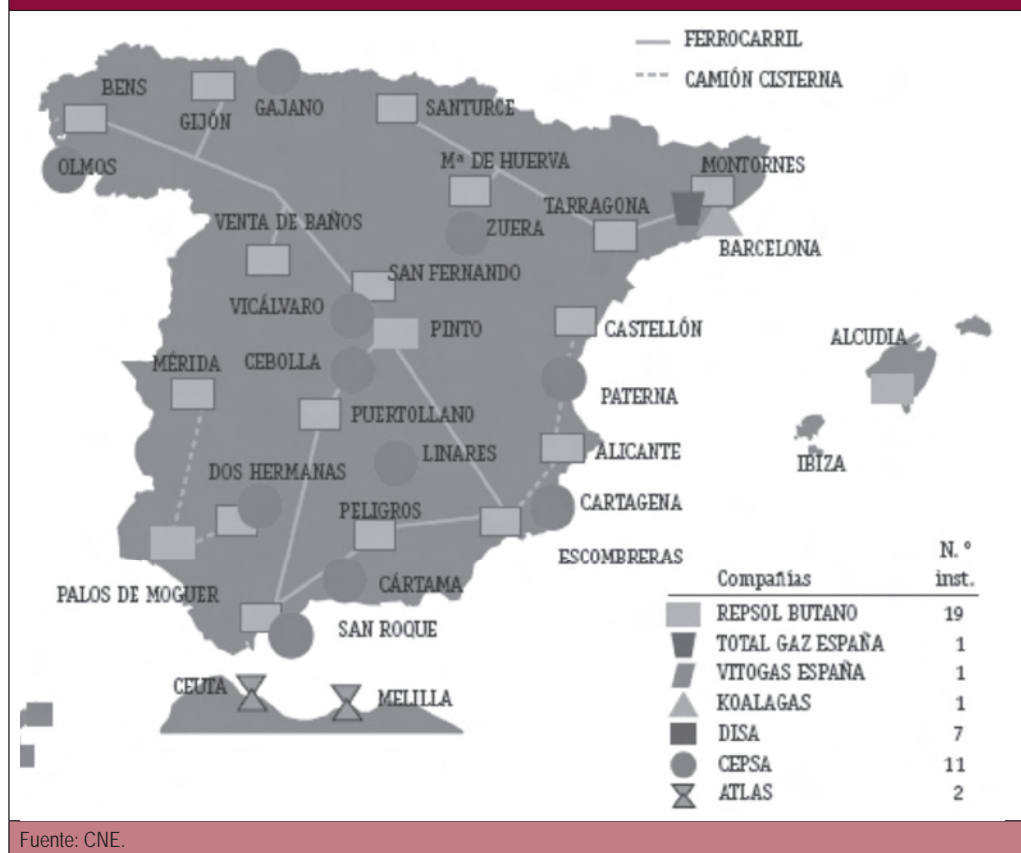 FERROCARRIL
CAMIÓN CISTERNA
BENS
GIJÓN
GAJANO
SANTURCE
OLMOS
Mª DE HUERVA
MONTORNES
TARRAGONA
VENTA DE BAÑOS
ZUERA
BARCELONA
SAN FERNANDO
VICÁLVARO
PINTO
CASTELLÓN
ALCUDIA
MÉRIDA
CEBOLLA
PATERNA
PUERTOLLANO
LINARES
ALICANTE
IBIZA
DOS HERMANAS
PELIGROS
CARTAGENA
ESCOMBRERAS
PALOS DE MOGUER
CÁRTAMA
SAN ROQUE
CEUTA
MELILLA
N.º
Compañías inst.
REPSOL BUTANO 19
TOTAL GAZ ESPAÑA 1
VITOGAS ESPAÑA 1
KOALAGAS 1
DISA 7
CEPSA 11
ATLAS 2
Fuente: CNE.